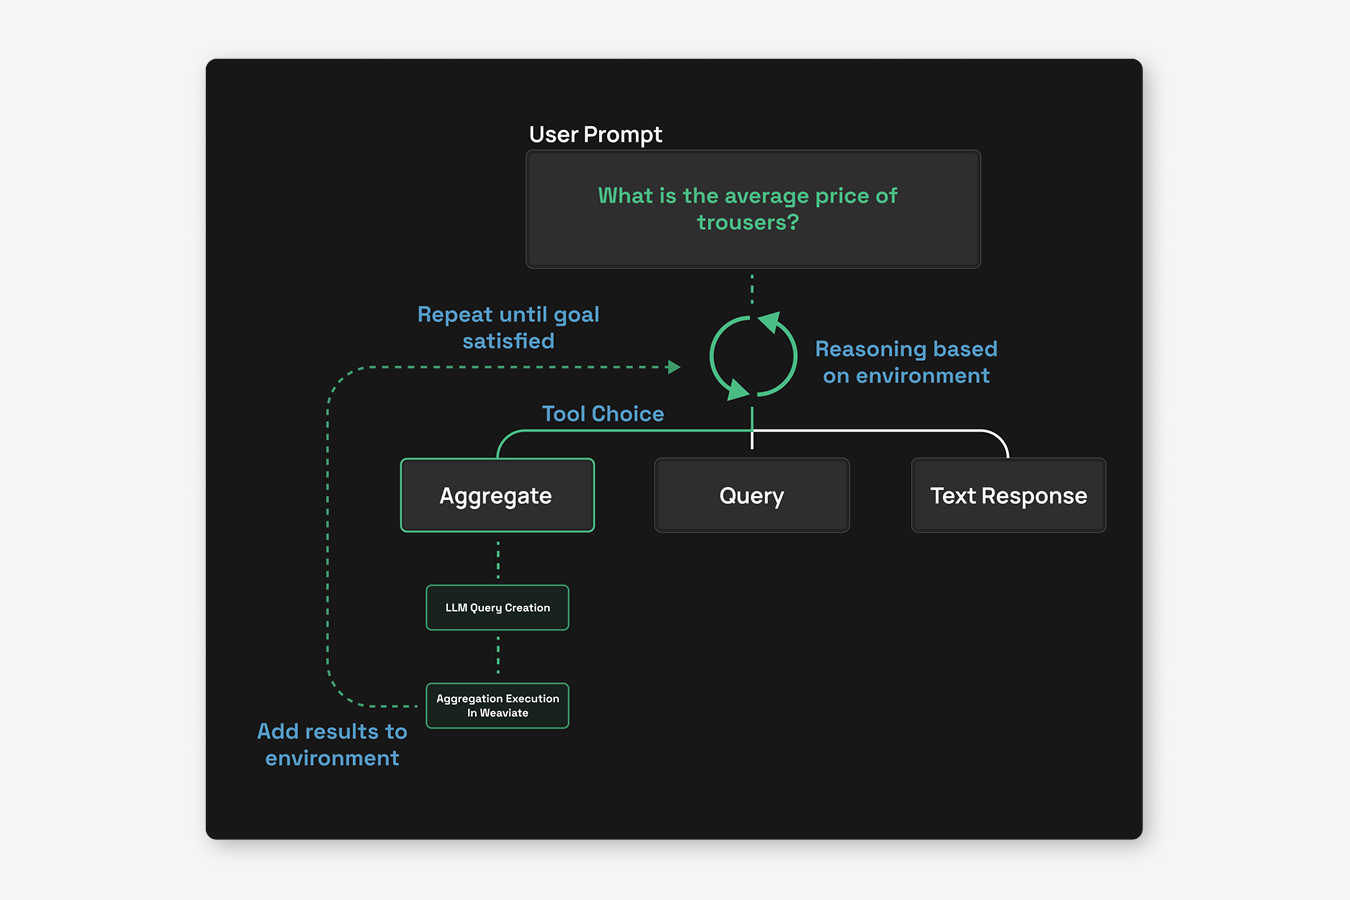 User Prompt
What is the average price of
trousers?
Repeat until goal
satisfied
Reasoning based
on environment
Tool Choice
Aggregate
Query
Text Response
LLM Query Creation
Aggregation Execution
In Weaviate
Add results to
environment